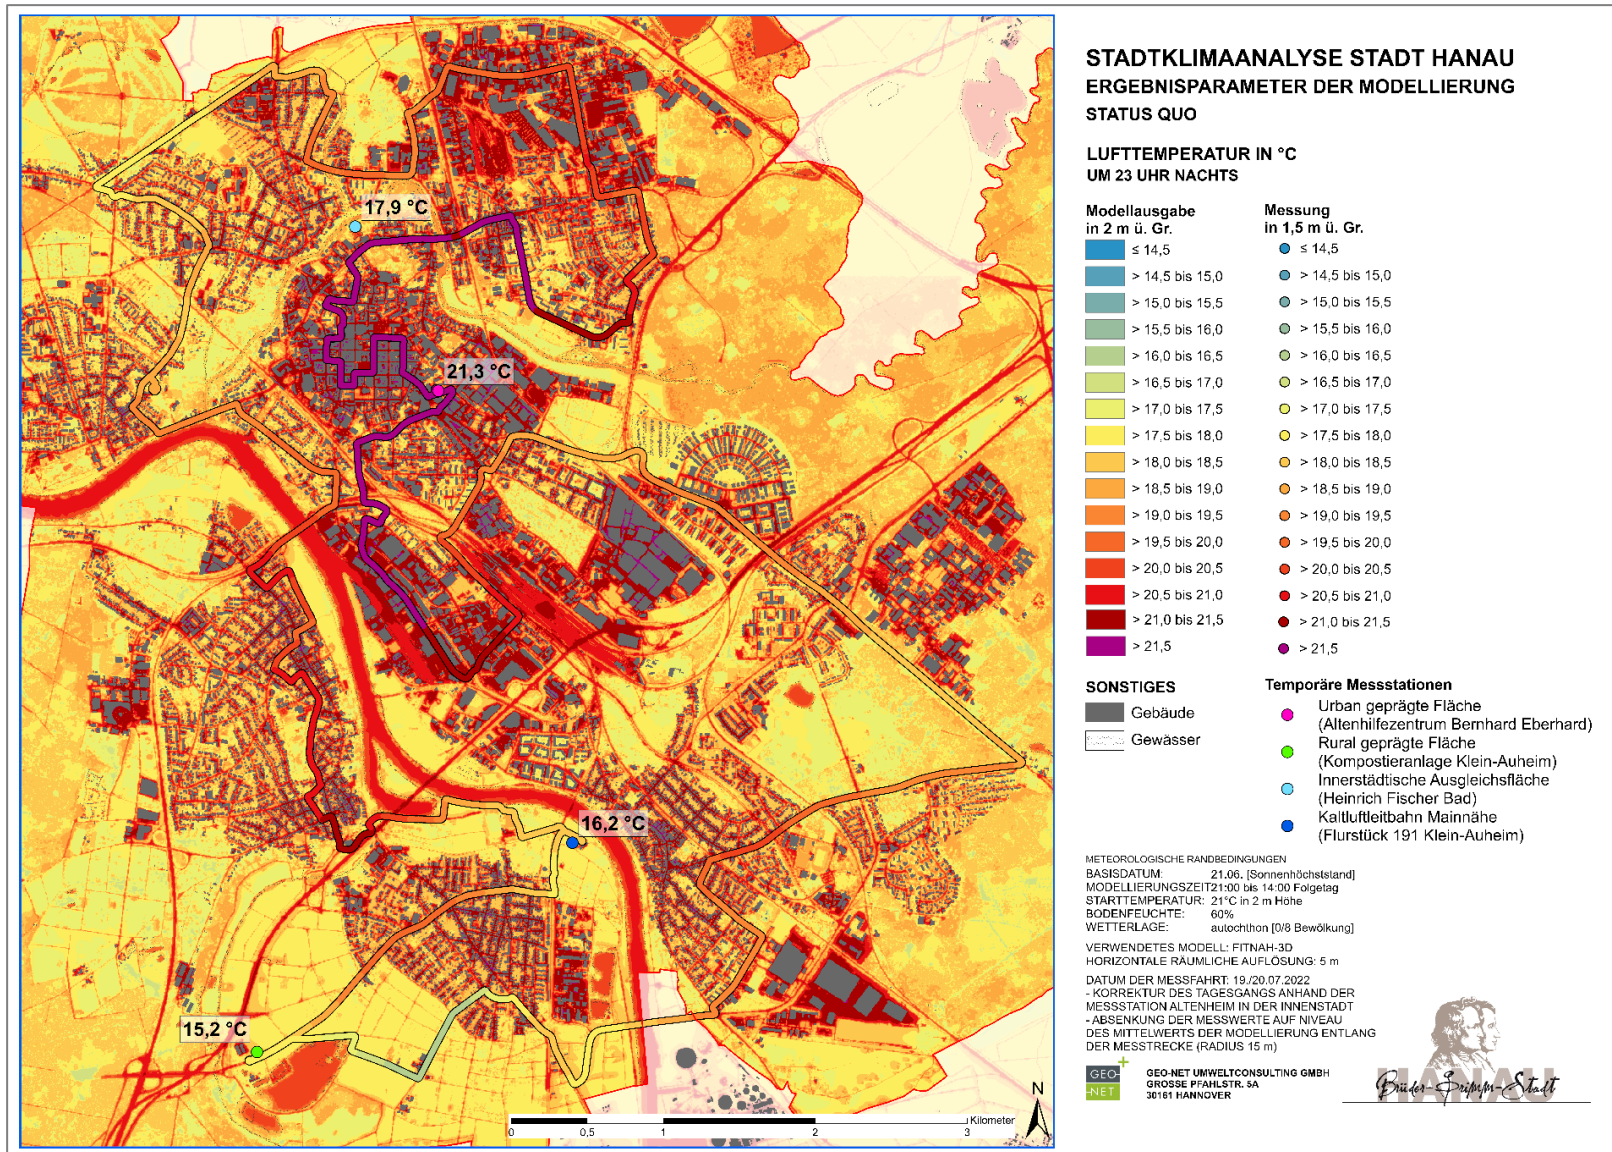 STADTKLIMAANALYSE STADT HANAU
ERGEBNISPARAMETER DER MODELLIERUNG
STATUS QUO
LUFTTEMPERATUR IN °C
UM 23 UHR NACHTS
Modellausgabe
in 2 m ü. Gr.
≤ 14,5
> 14,5 bis 15,0
> 15,0 bis 15,5
> 15,5 bis 16,0
> 16,0 bis 16,5
> 16,5 bis 17,0
> 17,0 bis 17,5
> 17,5 bis 18,0
> 18,0 bis 18,5
> 18,5 bis 19,0
> 19,0 bis 19,5
> 19,5 bis 20,0
> 20,0 bis 20,5
> 20,5 bis 21,0
> 21,0 bis 21,5
> 21,5
Messung
in 1,5 m ü. Gr.
≤ 14,5
> 14,5 bis 15,0
> 15,0 bis 15,5
> 15,5 bis 16,0
> 16,0 bis 16,5
> 16,5 bis 17,0
> 17,0 bis 17,5
> 17,5 bis 18,0
> 18,0 bis 18,5
> 18,5 bis 19,0
> 19,0 bis 19,5
> 19,5 bis 20,0
> 20,0 bis 20,5
> 20,5 bis 21,0
> 21,0 bis 21,5
> 21,5
SONSTIGES
Gebäude
Gewässer
Temporäre Messstationen
Urban geprägte Fläche
(Altenhilfezentrum Bernhard Eberhard)
Rural geprägte Fläche
(Kompostieranlage Klein-Auheim)
Innerstädtische Ausgleichsfläche
(Heinrich Fischer Bad)
Kaltluftleitbahn Mainnähe
(Flurstück 191 Klein-Auheim)
METEOROLOGISCHE RANDBEDINGUNGEN
BASISDATUM: 21.06. [Sonnenhöchststand]
MODELLIERUNGSZEIT21:00 bis 14:00 Folgetag
STARTTEMPERATUR: 21°C in 2 m Höhe
BODENFEUCHTE: 60%
WETTERLAGE: autochthon [0/8 Bewölkung]
VERWENDETES MODELL: FITNAH-3D
HORIZONTALE RÄUMLICHE AUFLÖSUNG: 5 m
DATUM DER MESSFAHRT: 19./20.07.2022
- KORREKTUR DES TAGESGANGS ANHAND DER
MESSSTATION ALTENHEIM IN DER INNENSTADT
- ABSENKUNG DER MESSWERTE AUF NIVEAU
DES MITTELWERTS DER MODELLIERUNG ENTLANG
DER MESSTRECKE (RADIUS 15 m)
GEO-
NET
GEO-NET UMWELTCONSULTING GMBH
GROSSE PFAHLSTR. 5A
30161 HANNOVER
HANAU
Brüder-Grimm-Stadt
17,9 °C
21,3 °C
16,2 °C
15,2 °C
N
Kilometer
0 0,5 1 2 3